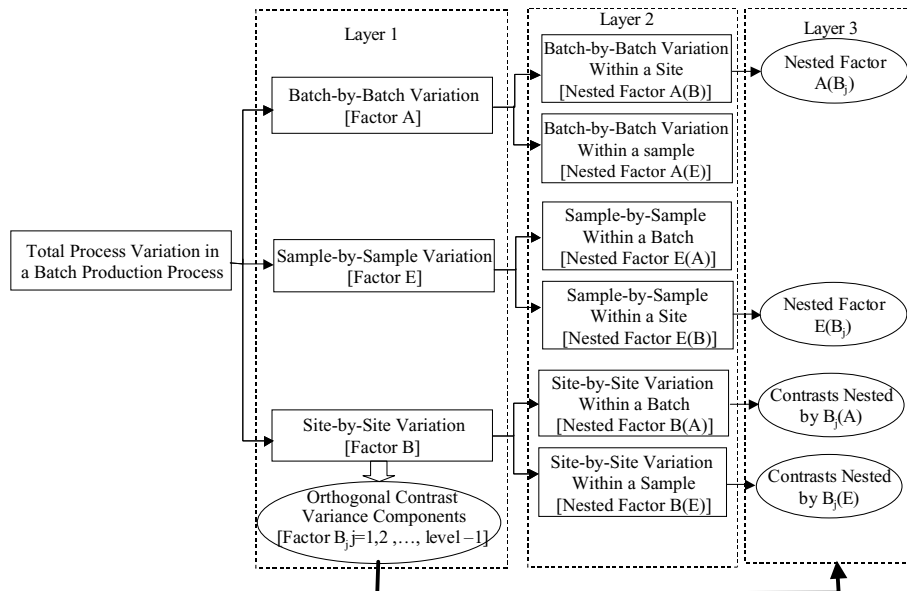 Layer 1
Layer 2
Layer 3
Batch-by-Batch Variation
[Factor A]
Batch-by-Batch Variation
Within a Site
[Nested Factor A(B)]
Nested Factor
A(Bj)
Batch-by-Batch Variation
Within a sample
[Nested Factor A(E)]
Total Process Variation in
a Batch Production Process
Sample-by-Sample Variation
[Factor E]
Sample-by-Sample
Within a Batch
[Nested Factor E(A)]
Sample-by-Sample
Within a Site
[Nested Factor E(B)]
Nested Factor
E(Bj)
Site-by-Site Variation
[Factor B]
Site-by-Site Variation
Within a Batch
[Nested Factor B(A)]
Contrasts Nested
by Bj(A)
Site-by-Site Variation
Within a Sample
[Nested Factor B(E)]
Contrasts Nested
by Bj(E)
Orthogonal Contrast
Variance Components
[Factor Bj j=1,2 ,…, level –1]